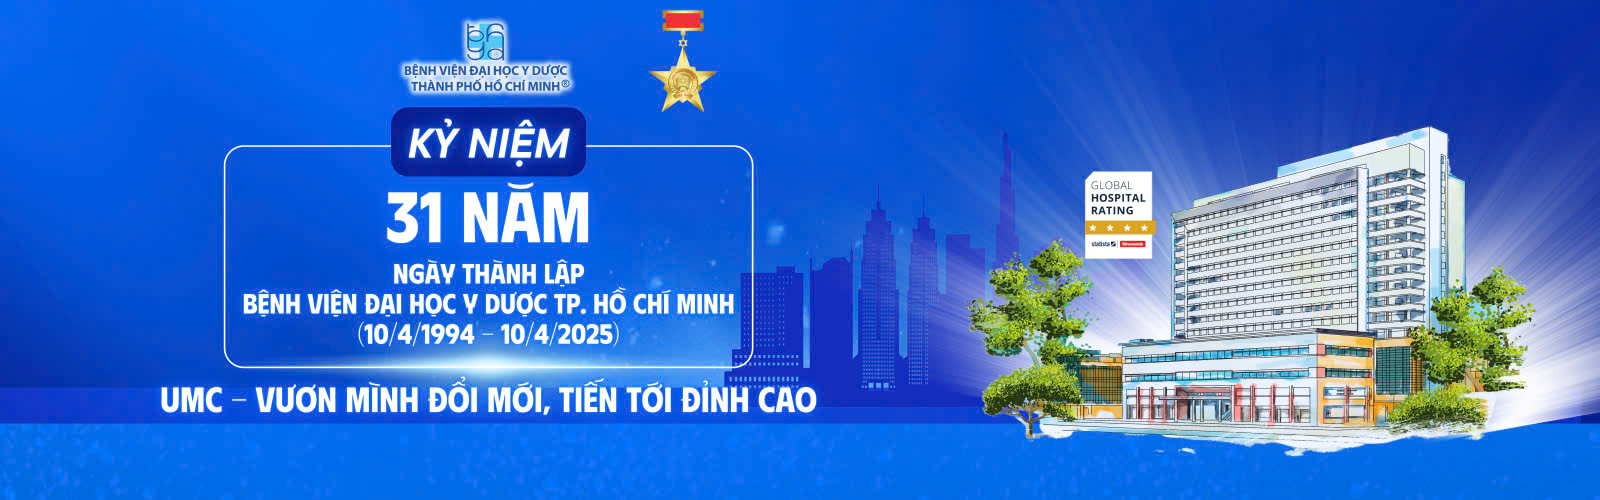 BỆNH VIỆN ĐẠI HỌC Y DƯỢC
THÀNH PHỐ HỒ CHÍ MINH®
KỶ NIỆM
31 NĂM
NGÀY THÀNH LẬP
BỆNH VIỆN ĐẠI HỌC Y DƯỢC TP. HỒ CHÍ MINH
(10/4/1994 – 10/4/2025)
UMC – VƯƠN MÌNH ĐỔI MỚI, TIẾN TỚI ĐỈNH CAO
GLOBAL
HOSPITAL
RATING
statista Newsweek